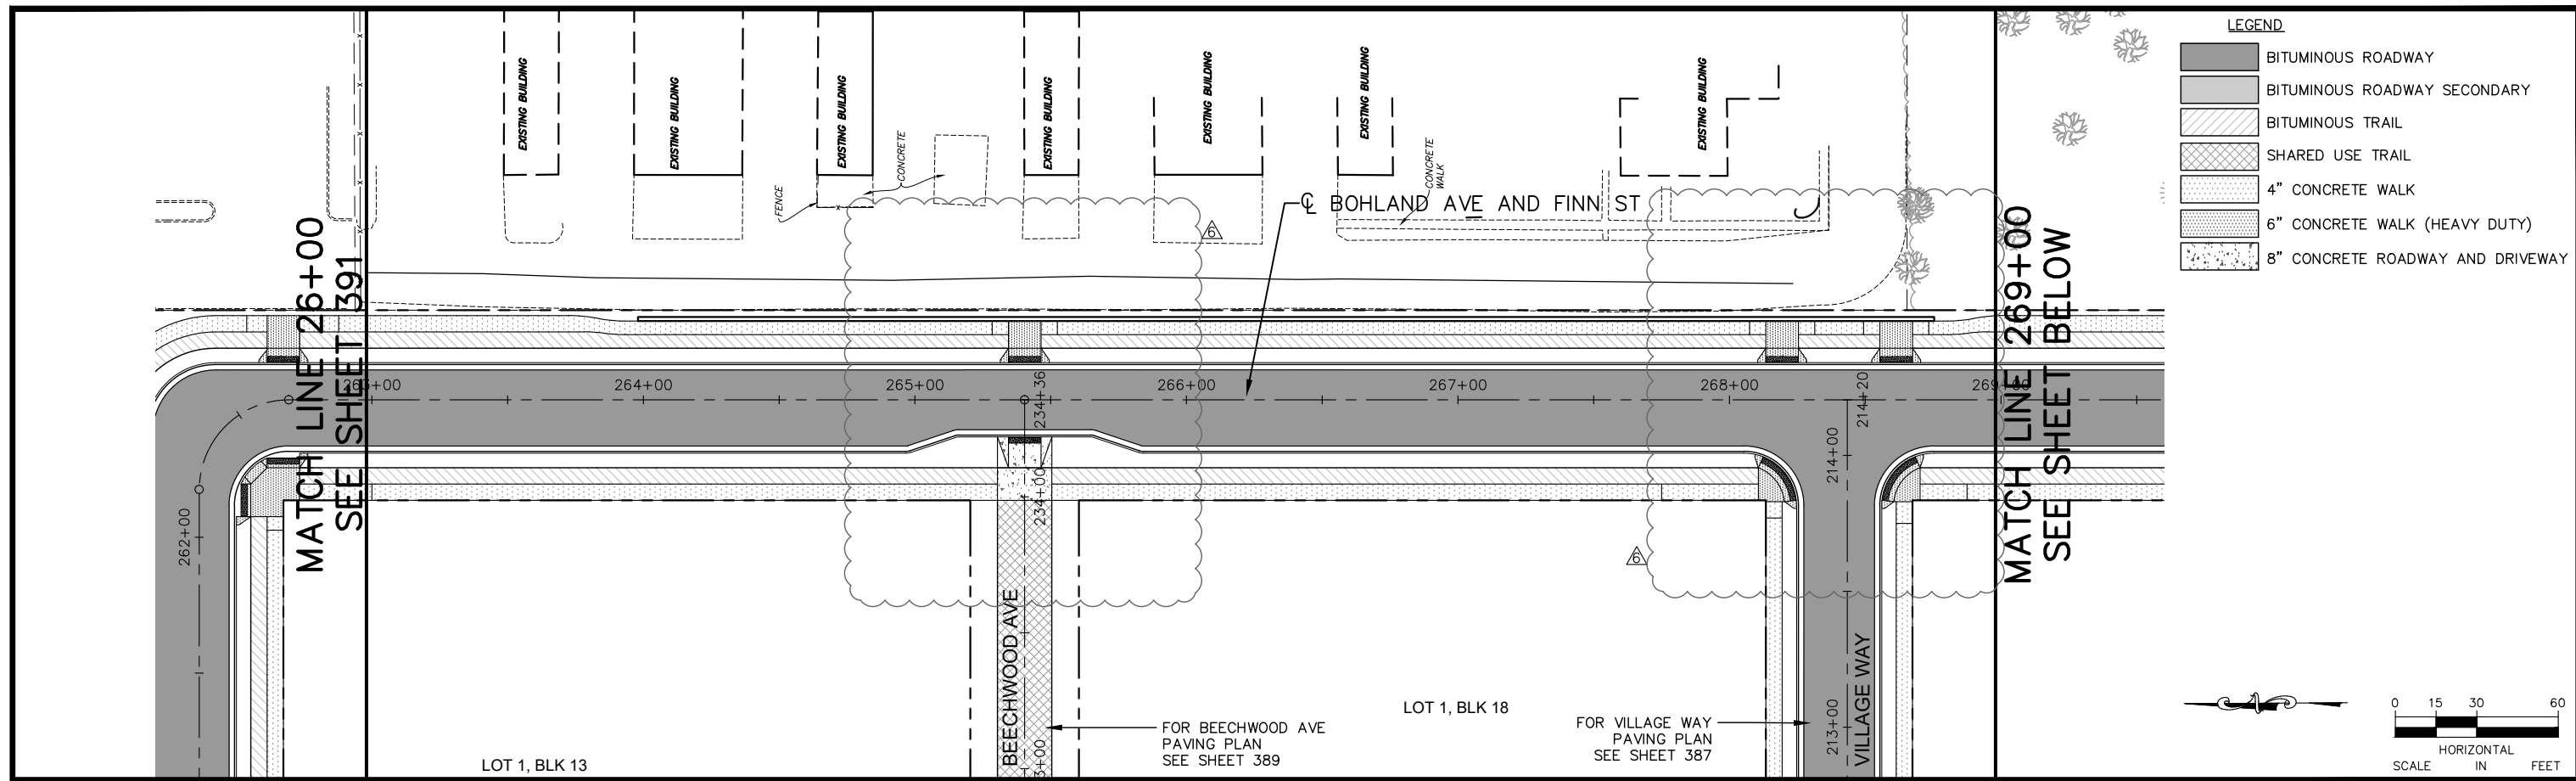 LEGEND
BITUMINOUS ROADWAY
BITUMINOUS ROADWAY SECONDARY
BITUMINOUS TRAIL
SHARED USE TRAIL
4" CONCRETE WALK
6" CONCRETE WALK (HEAVY DUTY)
8" CONCRETE ROADWAY AND DRIVEWAY
EXISTING BUILDING
EXISTING BUILDING
EXISTING BUILDING
EXISTING BUILDING
EXISTING BUILDING
EXISTING BUILDING
EXISTING BUILDING
FENCE
CONCRETE
CONCRETE
WALK
℄ BOHLAND AVE AND FINN ST
6
6
MATCH LINE 26+00
SEE SHEET 391
MATCH LINE 269+00
SEE SHEET BELOW
264+00
265+00
266+00
267+00
268+00
269+00
262+00
234+36
234+00
3+00
214+20
214+00
213+00
BEECHWOOD AVE
VILLAGE WAY
FOR BEECHWOOD AVE
PAVING PLAN
SEE SHEET 389
FOR VILLAGE WAY
PAVING PLAN
SEE SHEET 387
LOT 1, BLK 13
LOT 1, BLK 18
0 15 30 60
HORIZONTAL
SCALE IN FEET